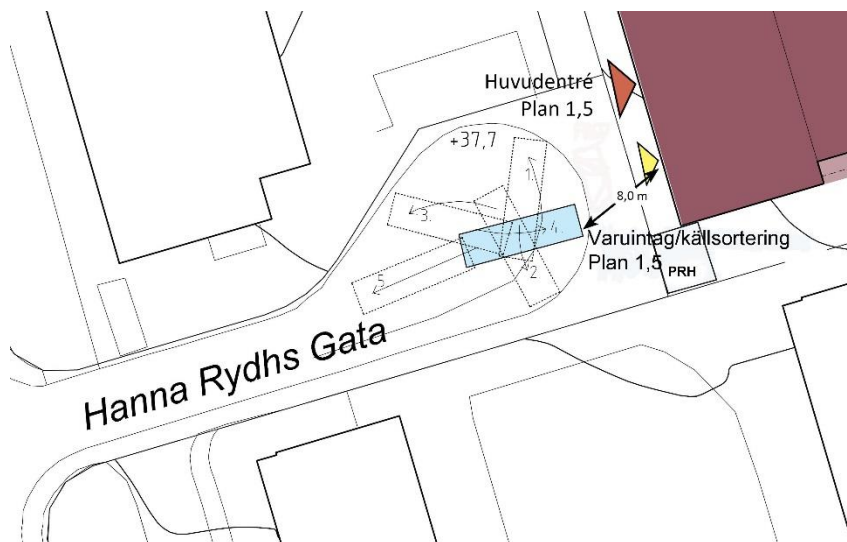 Huvudentré
Plan 1,5
+37,7
1
3
4
8,0 m
2
5
Varuintag/källsortering
Plan 1,5
PRH
Hanna Rydhs Gata